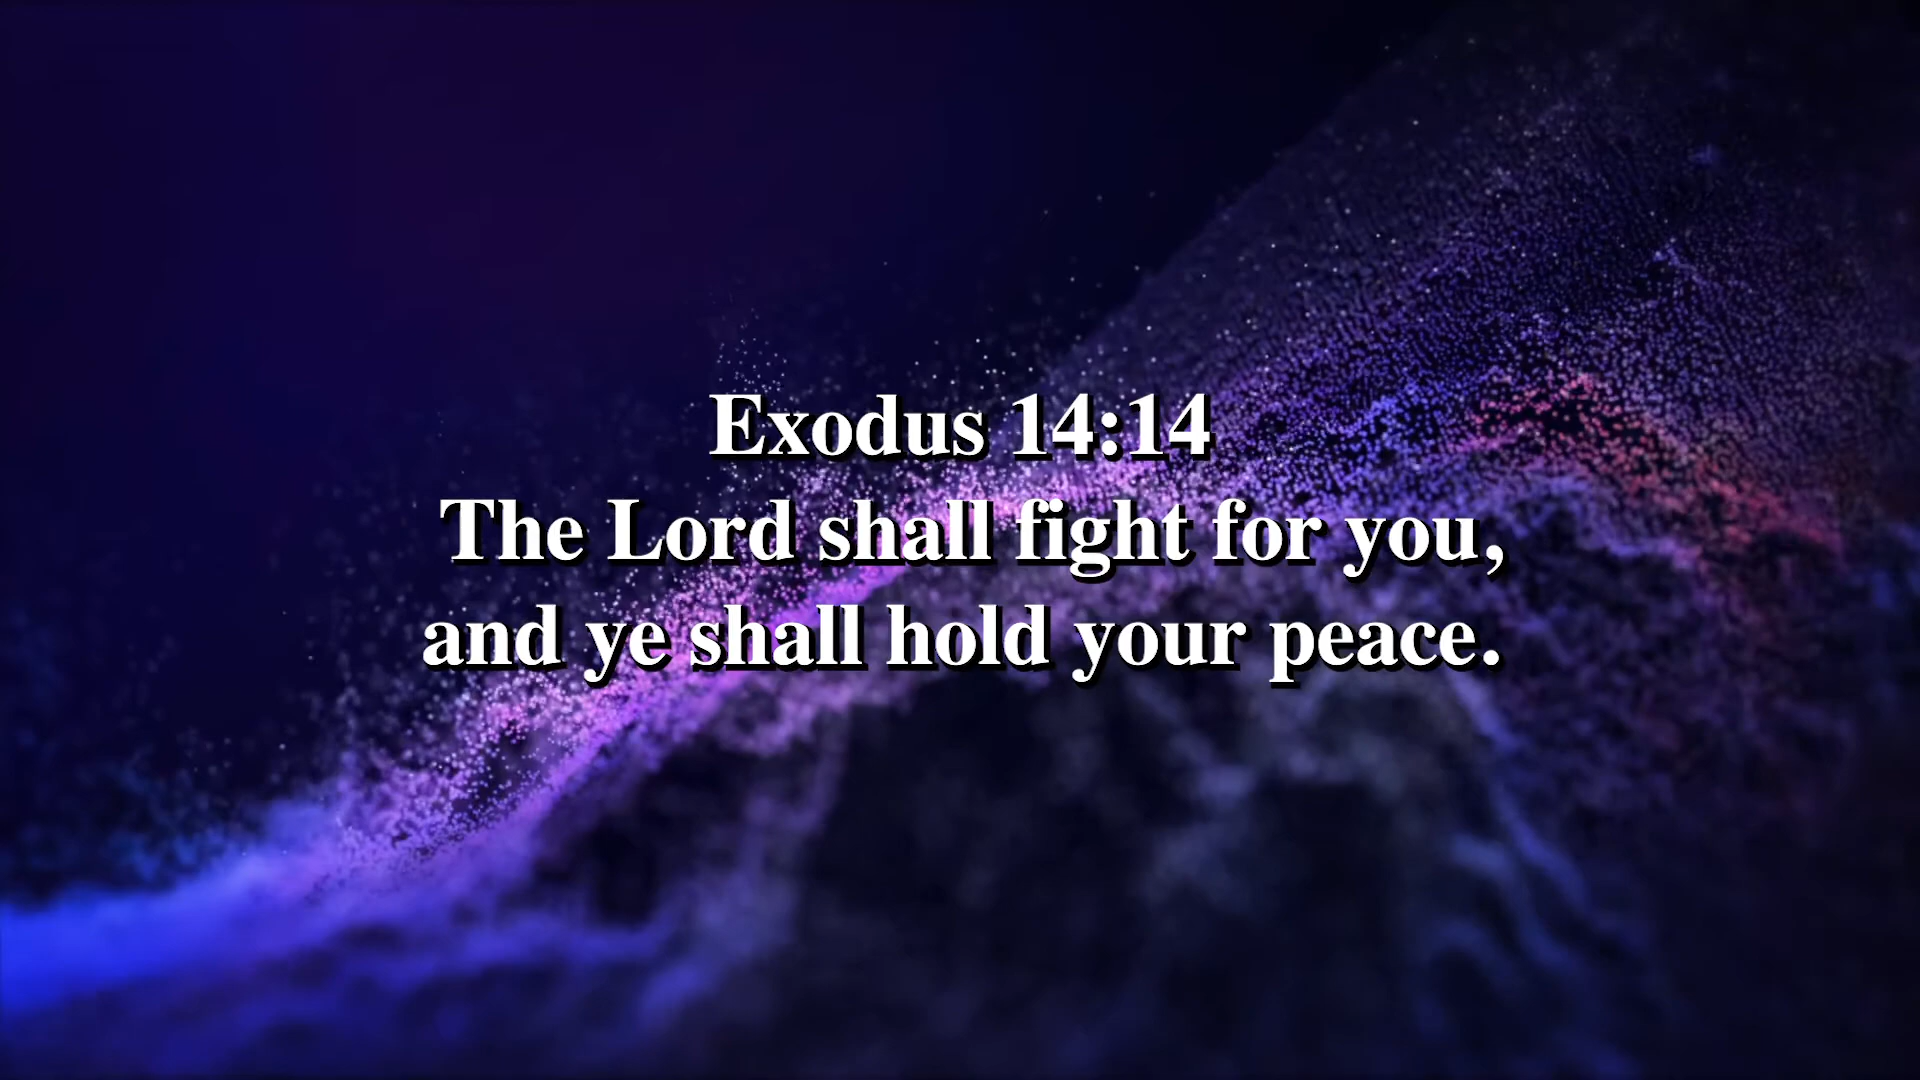 Exodus 14:14
The Lord shall fight for you,
and ye shall hold your peace.